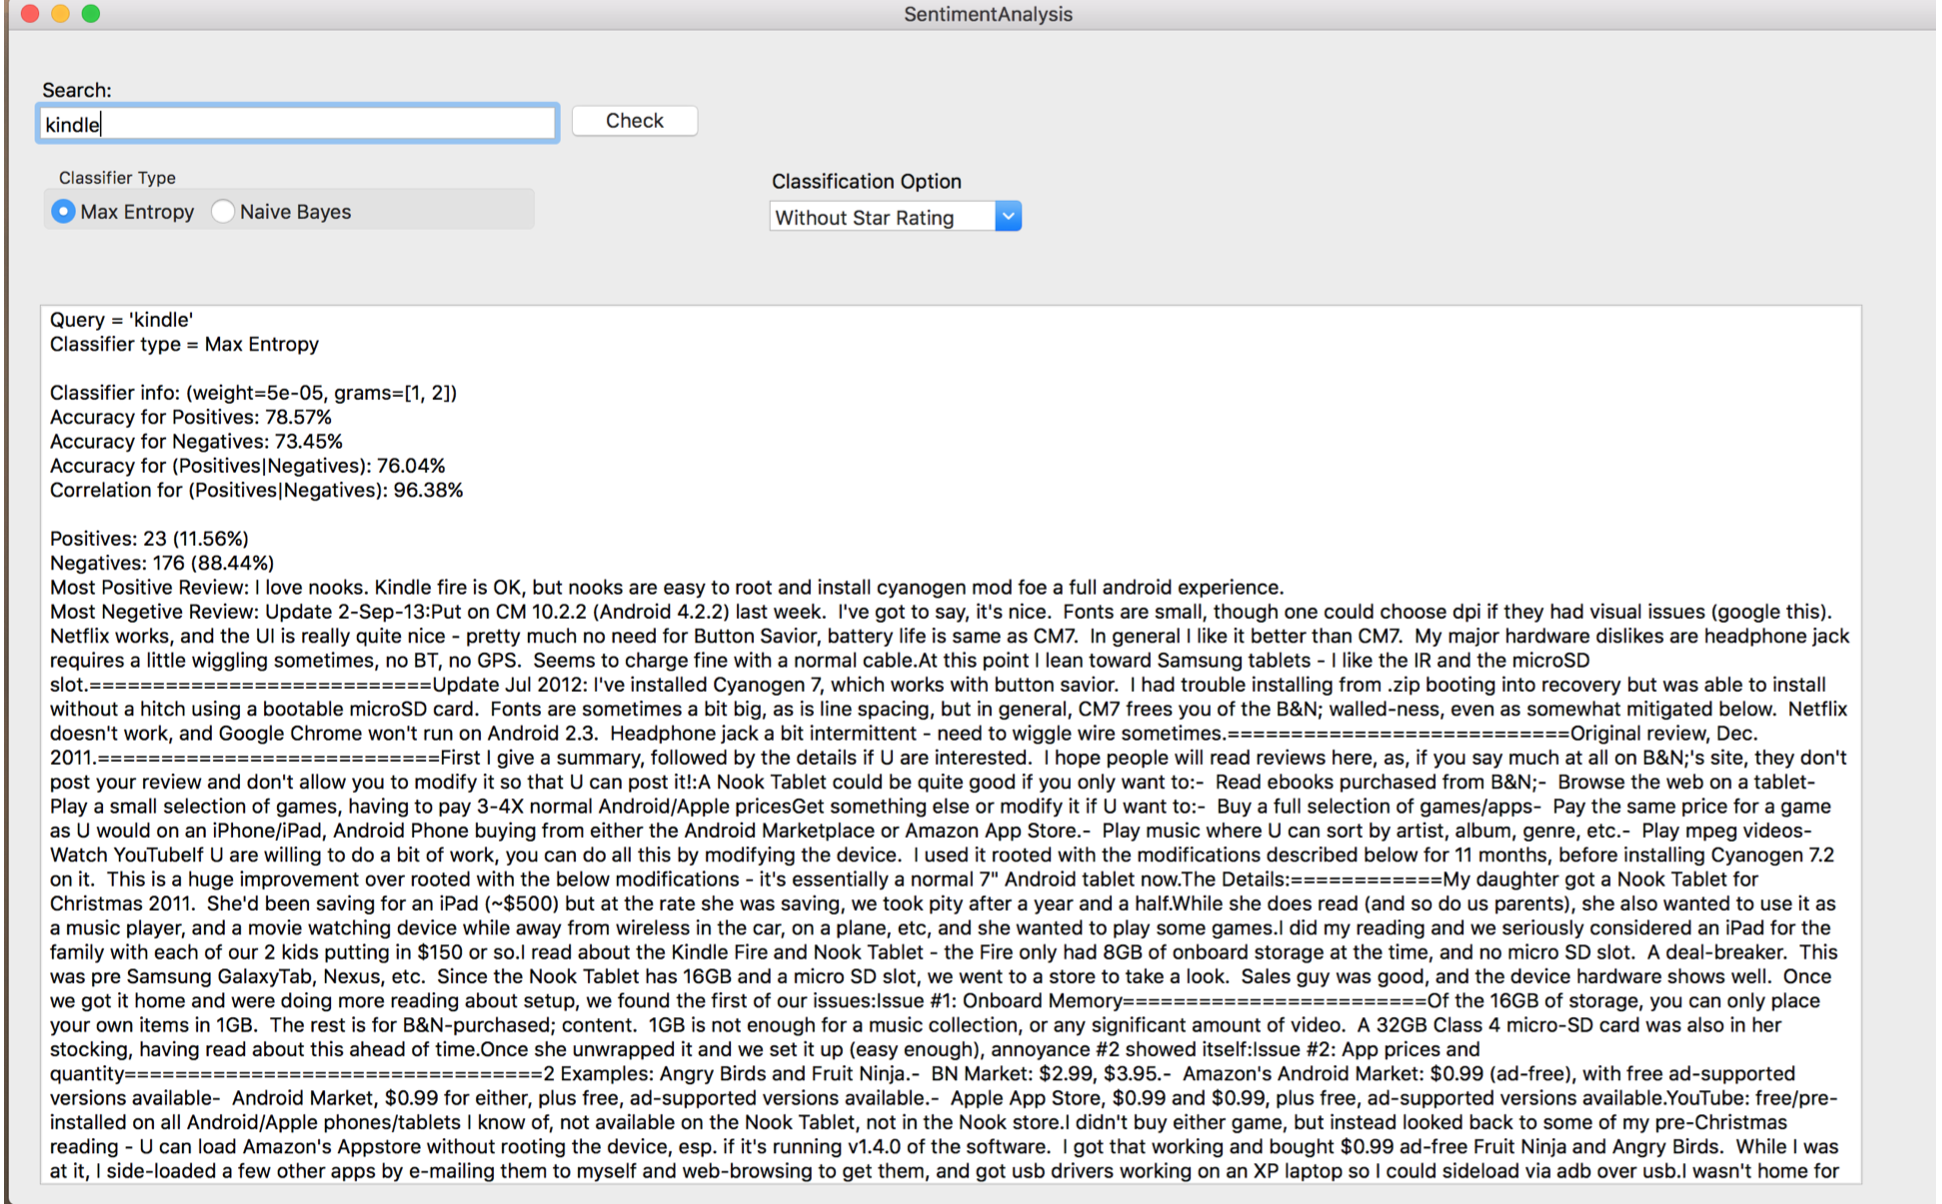 SentimentAnalysis
Search:
kindle
Check
Classifier Type
Classification Option
Max Entropy
Naive Bayes
Without Star Rating
Query = 'kindle'
Classifier type = Max Entropy
Classifier info: (weight=5e-05, grams=[1, 2])
Accuracy for Positives: 78.57%
Accuracy for Negatives: 73.45%
Accuracy for (Positives|Negatives): 76.04%
Correlation for (Positives|Negatives): 96.38%
Positives: 23 (11.56%)
Negatives: 176 (88.44%)
Most Positive Review: I love nooks. Kindle fire is OK, but nooks are easy to root and install cyanogen mod foe a full android experience.
Most Negetive Review: Update 2-Sep-13:Put on CM 10.2.2 (Android 4.2.2) last week.  I've got to say, it's nice.  Fonts are small, though one could choose dpi if they had visual issues (google this).
Netflix works, and the UI is really quite nice - pretty much no need for Button Savior, battery life is same as CM7.  In general I like it better than CM7.  My major hardware dislikes are headphone jack
requires a little wiggling sometimes, no BT, no GPS.  Seems to charge fine with a normal cable.At this point I lean toward Samsung tablets - I like the IR and the microSD
slot.===========================Update Jul 2012: I've installed Cyanogen 7, which works with button savior.  I had trouble installing from .zip booting into recovery but was able to install
without a hitch using a bootable microSD card.  Fonts are sometimes a bit big, as is line spacing, but in general, CM7 frees you of the B&N; walled-ness, even as somewhat mitigated below.  Netflix
doesn't work, and Google Chrome won't run on Android 2.3.  Headphone jack a bit intermittent - need to wiggle wire sometimes.===========================Original review, Dec.
2011.===========================First I give a summary, followed by the details if U are interested.  I hope people will read reviews here, as, if you say much at all on B&N;'s site, they don't
post your review and don't allow you to modify it so that U can post it!:A Nook Tablet could be quite good if you only want to:-  Read ebooks purchased from B&N;-  Browse the web on a tablet-
Play a small selection of games, having to pay 3-4X normal Android/Apple pricesGet something else or modify it if U want to:-  Buy a full selection of games/apps-  Pay the same price for a game
as U would on an iPhone/iPad, Android Phone buying from either the Android Marketplace or Amazon App Store.-  Play music where U can sort by artist, album, genre, etc.-  Play mpeg videos-
Watch YouTubeIf U are willing to do a bit of work, you can do all this by modifying the device.  I used it rooted with the modifications described below for 11 months, before installing Cyanogen 7.2
on it.  This is a huge improvement over rooted with the below modifications - it's essentially a normal 7" Android tablet now.The Details:============My daughter got a Nook Tablet for
Christmas 2011.  She'd been saving for an iPad (~$500) but at the rate she was saving, we took pity after a year and a half.While she does read (and so do us parents), she also wanted to use it as
a music player, and a movie watching device while away from wireless in the car, on a plane, etc, and she wanted to play some games.I did my reading and we seriously considered an iPad for the
family with each of our 2 kids putting in $150 or so.I read about the Kindle Fire and Nook Tablet - the Fire only had 8GB of onboard storage at the time, and no micro SD slot.  A deal-breaker.  This
was pre Samsung GalaxyTab, Nexus, etc.  Since the Nook Tablet has 16GB and a micro SD slot, we went to a store to take a look.  Sales guy was good, and the device hardware shows well.  Once
we got it home and were doing more reading about setup, we found the first of our issues:Issue #1: Onboard Memory========================Of the 16GB of storage, you can only place
your own items in 1GB.  The rest is for B&N-purchased; content.  1GB is not enough for a music collection, or any significant amount of video.  A 32GB Class 4 micro-SD card was also in her
stocking, having read about this ahead of time.Once she unwrapped it and we set it up (easy enough), annoyance #2 showed itself:Issue #2: App prices and
quantity=================================2 Examples: Angry Birds and Fruit Ninja.-  BN Market: $2.99, $3.95.-  Amazon's Android Market: $0.99 (ad-free), with free ad-supported
versions available-  Android Market, $0.99 for either, plus free, ad-supported versions available.-  Apple App Store, $0.99 and $0.99, plus free, ad-supported versions available.YouTube: free/pre-
installed on all Android/Apple phones/tablets I know of, not available on the Nook Tablet, not in the Nook store.I didn't buy either game, but instead looked back to some of my pre-Christmas
reading - U can load Amazon's Appstore without rooting the device, esp. if it's running v1.4.0 of the software.  I got that working and bought $0.99 ad-free Fruit Ninja and Angry Birds.  While I was
at it, I side-loaded a few other apps by e-mailing them to myself and web-browsing to get them, and got usb drivers working on an XP laptop so I could sideload via adb over usb.I wasn't home for